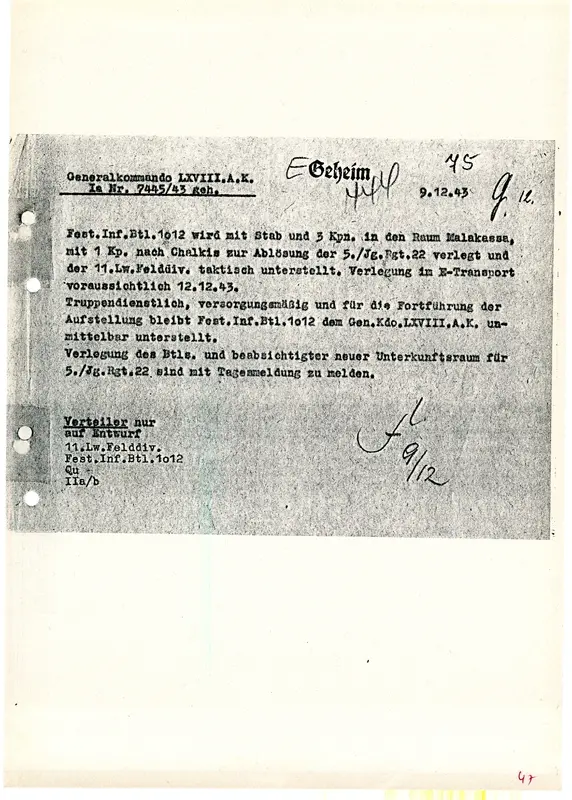 Generalkommando LXVIII.A.K.
Ia Nr. 7445/43 geh.
Geheim
75
9.12.43
9. 12.
Fest.Inf.Btl.1o12 wird mit Stab und 3 Kpn. in den Raum Malakassa,
mit 1 Kp. nach Chalkis zur Ablösung der 5./Jg.Rgt.22 verlegt und
der 11.Lw.Felddiv. taktisch unterstellt. Verlegung im E-Transport
voraussichtlich 12.12.43.
Truppendienstlich, versorgungsmäßig und für die Fortführung der
Aufstellung bleibt Fest.Inf.Btl.1o12 dem Gen.Kdo.LXVIII.A.K. un-
mittelbar unterstellt.
Verlegung des Btls. und beabsichtigter neuer Unterkunftsraum für
5./Jg.Rgt.22 sind mit Tagesmeldung zu melden.
Verteiler nur
auf Entwurf
11.Lw.Felddiv.
Fest.Inf.Btl.1o12
Qu
IIa/b
9/12
47